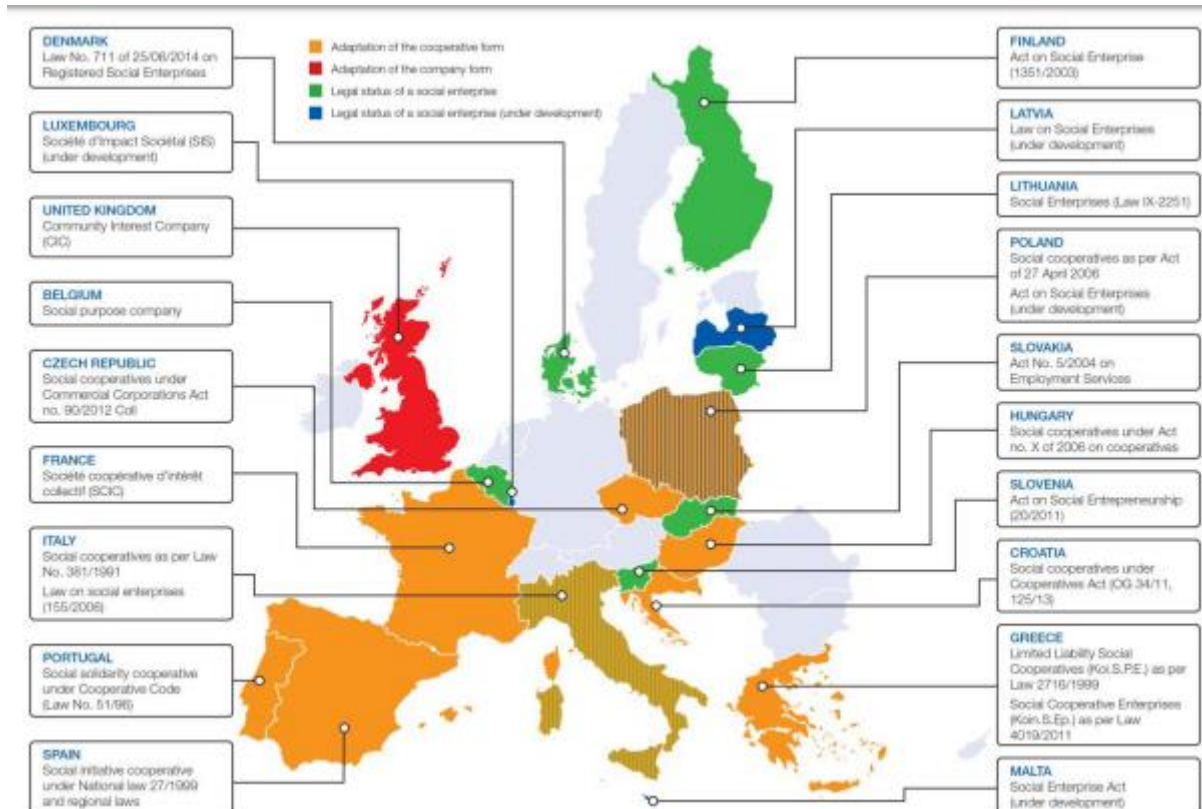 DENMARK
Law No. 711 of 25/06/2014 on
Registered Social Enterprises
LUXEMBOURG
Société d'Impact Sociétal (SIS)
(under development)
UNITED KINGDOM
Community Interest Company
(CIC)
BELGIUM
Social purpose company
CZECH REPUBLIC
Social cooperatives under
Commercial Corporations Act
no. 90/2012 Coll
FRANCE
Société coopérative d'intérêt
collectif (SCIC)
ITALY
Social cooperatives as per Law
No. 381/1991
Law on social enterprises
(155/2006)
PORTUGAL
Social solidarity cooperative
under Cooperative Code
(Law No. 51/96)
SPAIN
Social initiative cooperative
under National law 27/1999
and regional laws
Adaptation of the cooperative form
Adaptation of the company form
Legal status of a social enterprise
Legal status of a social enterprise (under development)
FINLAND
Act on Social Enterprise
(1351/2003)
LATVIA
Law on Social Enterprises
(under development)
LITHUANIA
Social Enterprises (Law IX-2251)
POLAND
Social cooperatives as per Act
of 27 April 2006
Act on Social Enterprises
(under development)
SLOVAKIA
Act No. 5/2004 on
Employment Services
HUNGARY
Social cooperatives under Act
no. X of 2006 on cooperatives
SLOVENIA
Act on Social Entrepreneurship
(20/2011)
CROATIA
Social cooperatives under
Cooperatives Act (OG 34/11,
125/13)
GREECE
Limited Liability Social
Cooperatives (Koi.S.P.E.) as per
Law 2716/1999
Social Cooperative Enterprises
(Koin.S.Ep.) as per Law
4019/2011
MALTA
Social Enterprise Act
(under development)